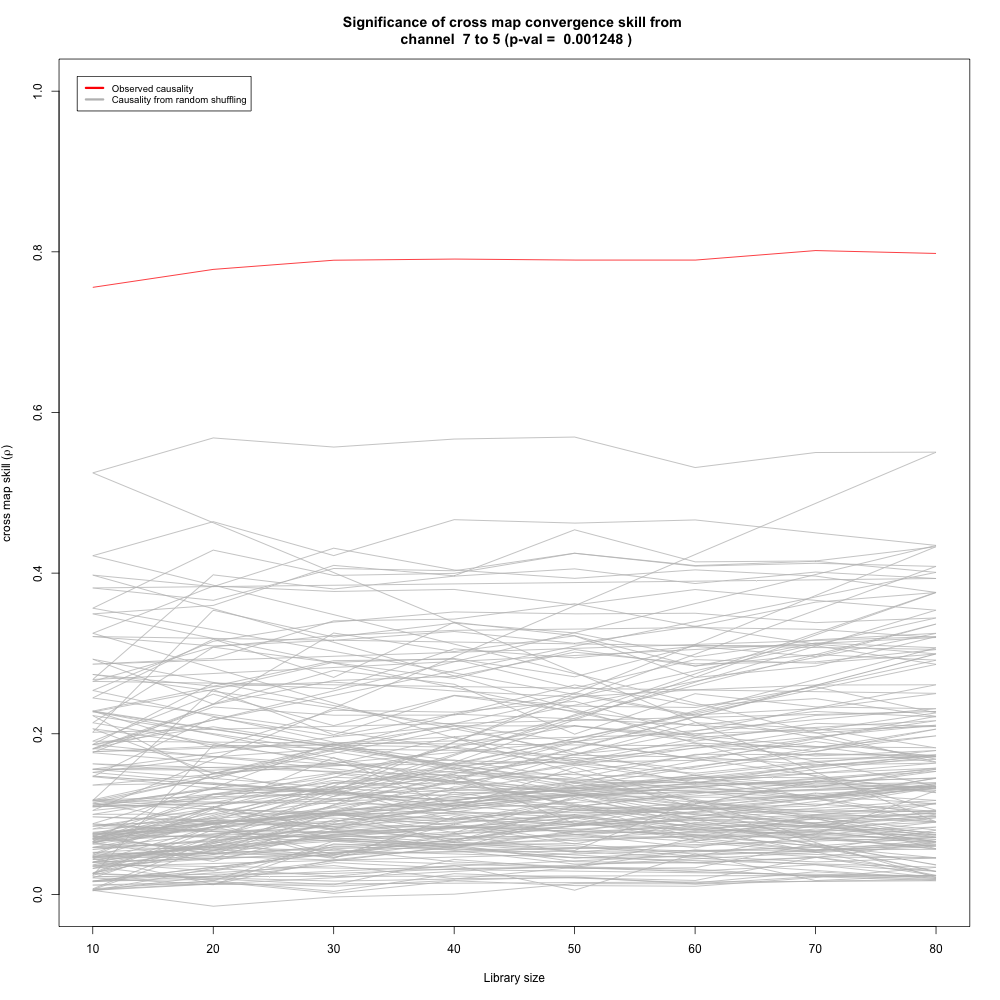 Significance of cross map convergence skill from
channel  7 to 5 (p-val =  0.001248 )
Observed causality
Causality from random shuffling
cross map skill (ρ)
1.0
0.8
0.6
0.4
0.2
0.0
10 20 30 40 50 60 70 80
Library size